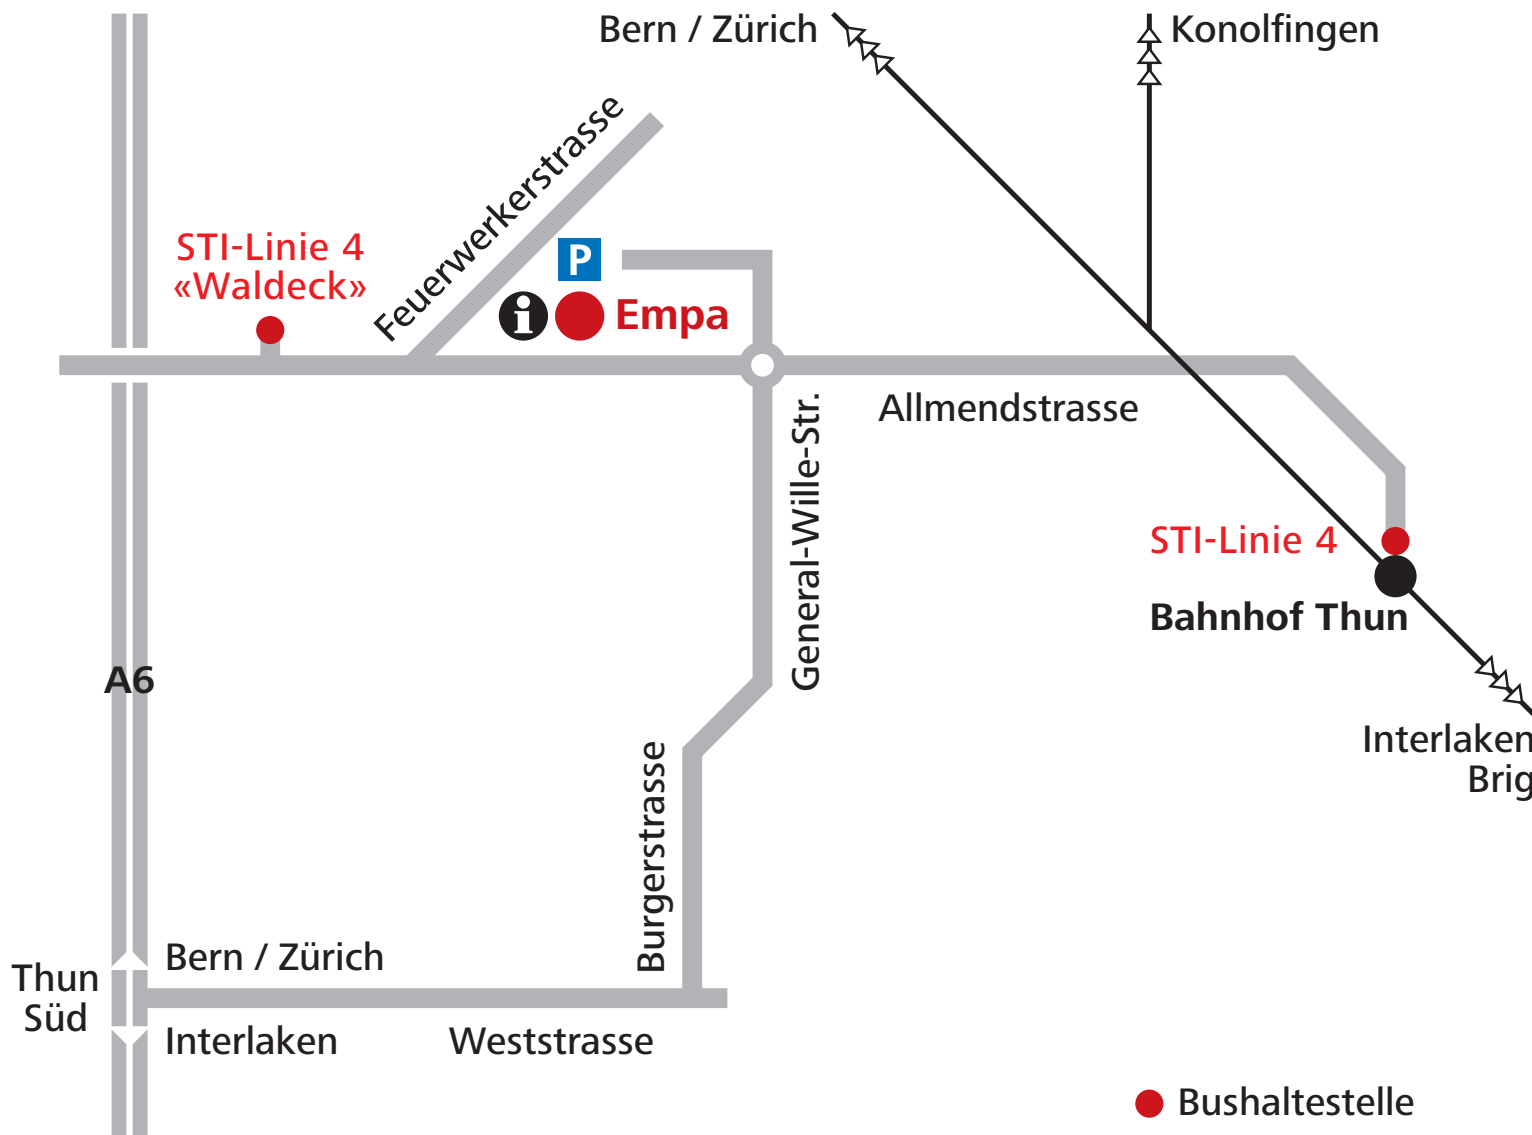 Bern / Zürich
Konolfingen
Feuerwerkerstrasse
STI-Linie 4
«Waldeck»
P
i
Empa
Allmendstrasse
General-Wille-Str.
STI-Linie 4
Bahnhof Thun
A6
Interlaken
Brig
Burgerstrasse
Bern / Zürich
Thun
Süd
Interlaken
Weststrasse
Bushaltestelle